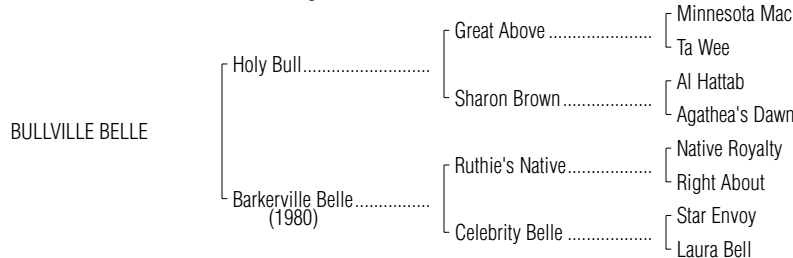 Minnesota Mac
Great Above .....................
Ta Wee
Holy Bull..........................
Al Hattab
Sharon Brown..................
Agathea's Dawn
BULLVILLE BELLE
Native Royalty
Ruthie's Native.................
Right About
Barkerville Belle...............
(1980)
Star Envoy
Celebrity Belle .................
Laura Bell